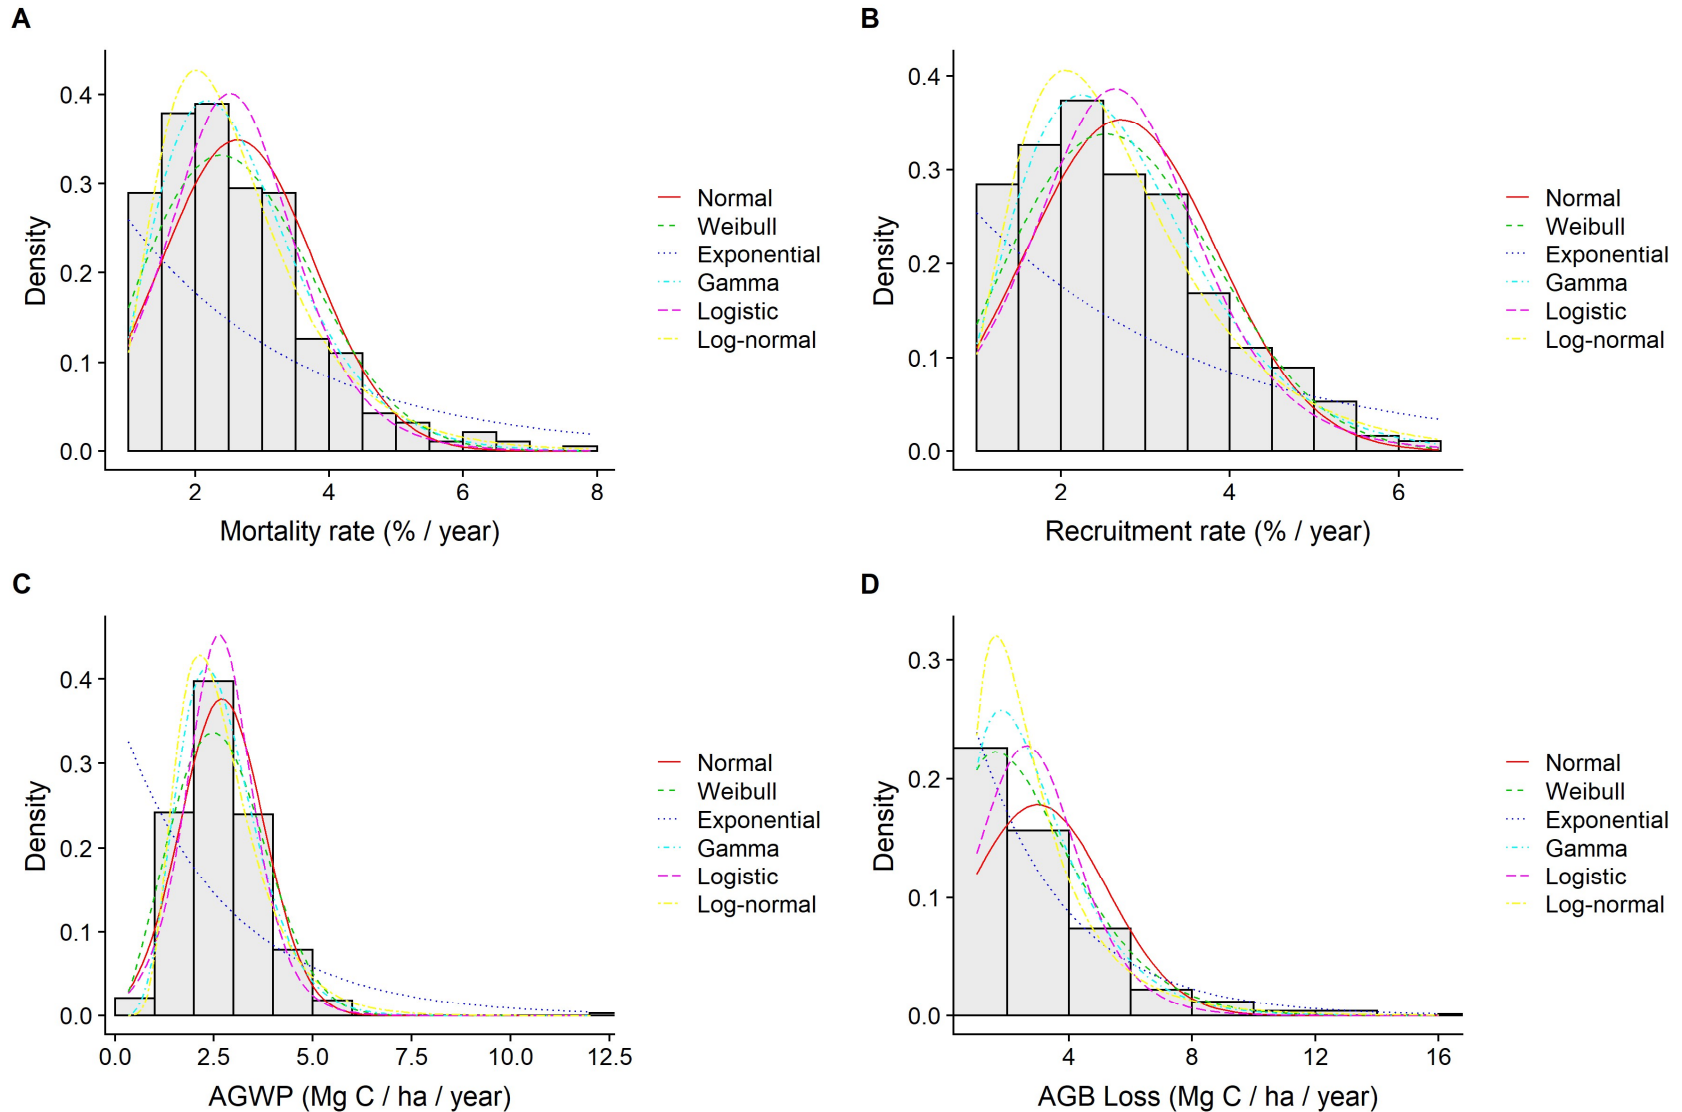 A
Density
0.4
0.3
0.2
0.1
0.0
2 4 6 8
Mortality rate (% / year)
Normal
Weibull
Exponential
Gamma
Logistic
Log-normal
B
Density
0.4
0.3
0.2
0.1
0.0
2 4 6
Recruitment rate (% / year)
Normal
Weibull
Exponential
Gamma
Logistic
Log-normal
C
Density
0.4
0.3
0.2
0.1
0.0
0.0 2.5 5.0 7.5 10.0 12.5
AGWP (Mg C / ha / year)
Normal
Weibull
Exponential
Gamma
Logistic
Log-normal
D
Density
0.3
0.2
0.1
0.0
4 8 12 16
AGB Loss (Mg C / ha / year)
Normal
Weibull
Exponential
Gamma
Logistic
Log-normal